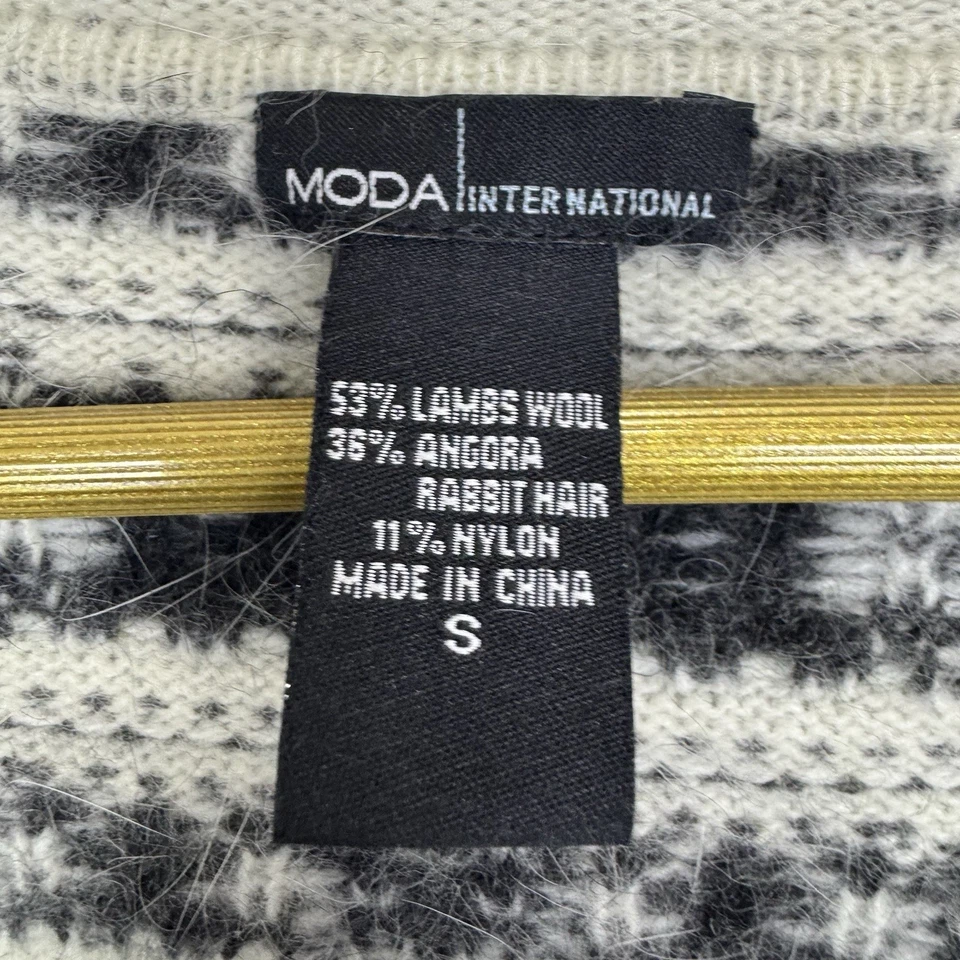 MODA INTERNATIONAL
53% LAMBS WOOL
36% ANGORA
RABBIT HAIR
11% NYLON
MADE IN CHINA
S